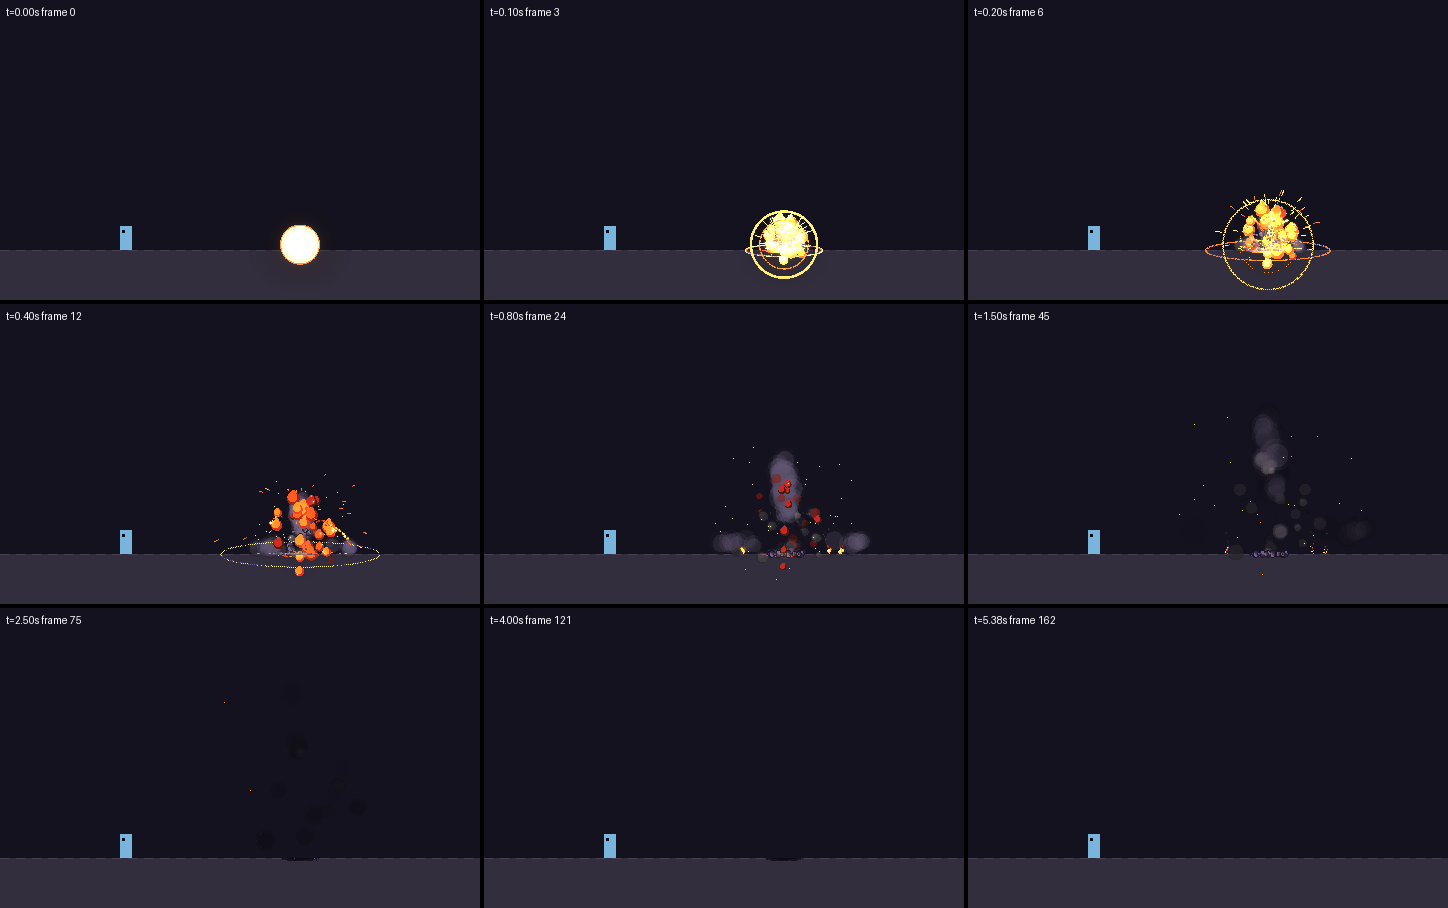 t=0.00s frame 0
t=0.10s frame 3
t=0.20s frame 6
t=0.40s frame 12
t=0.80s frame 24
t=1.50s frame 45
t=2.50s frame 75
t=4.00s frame 121
t=5.38s frame 162